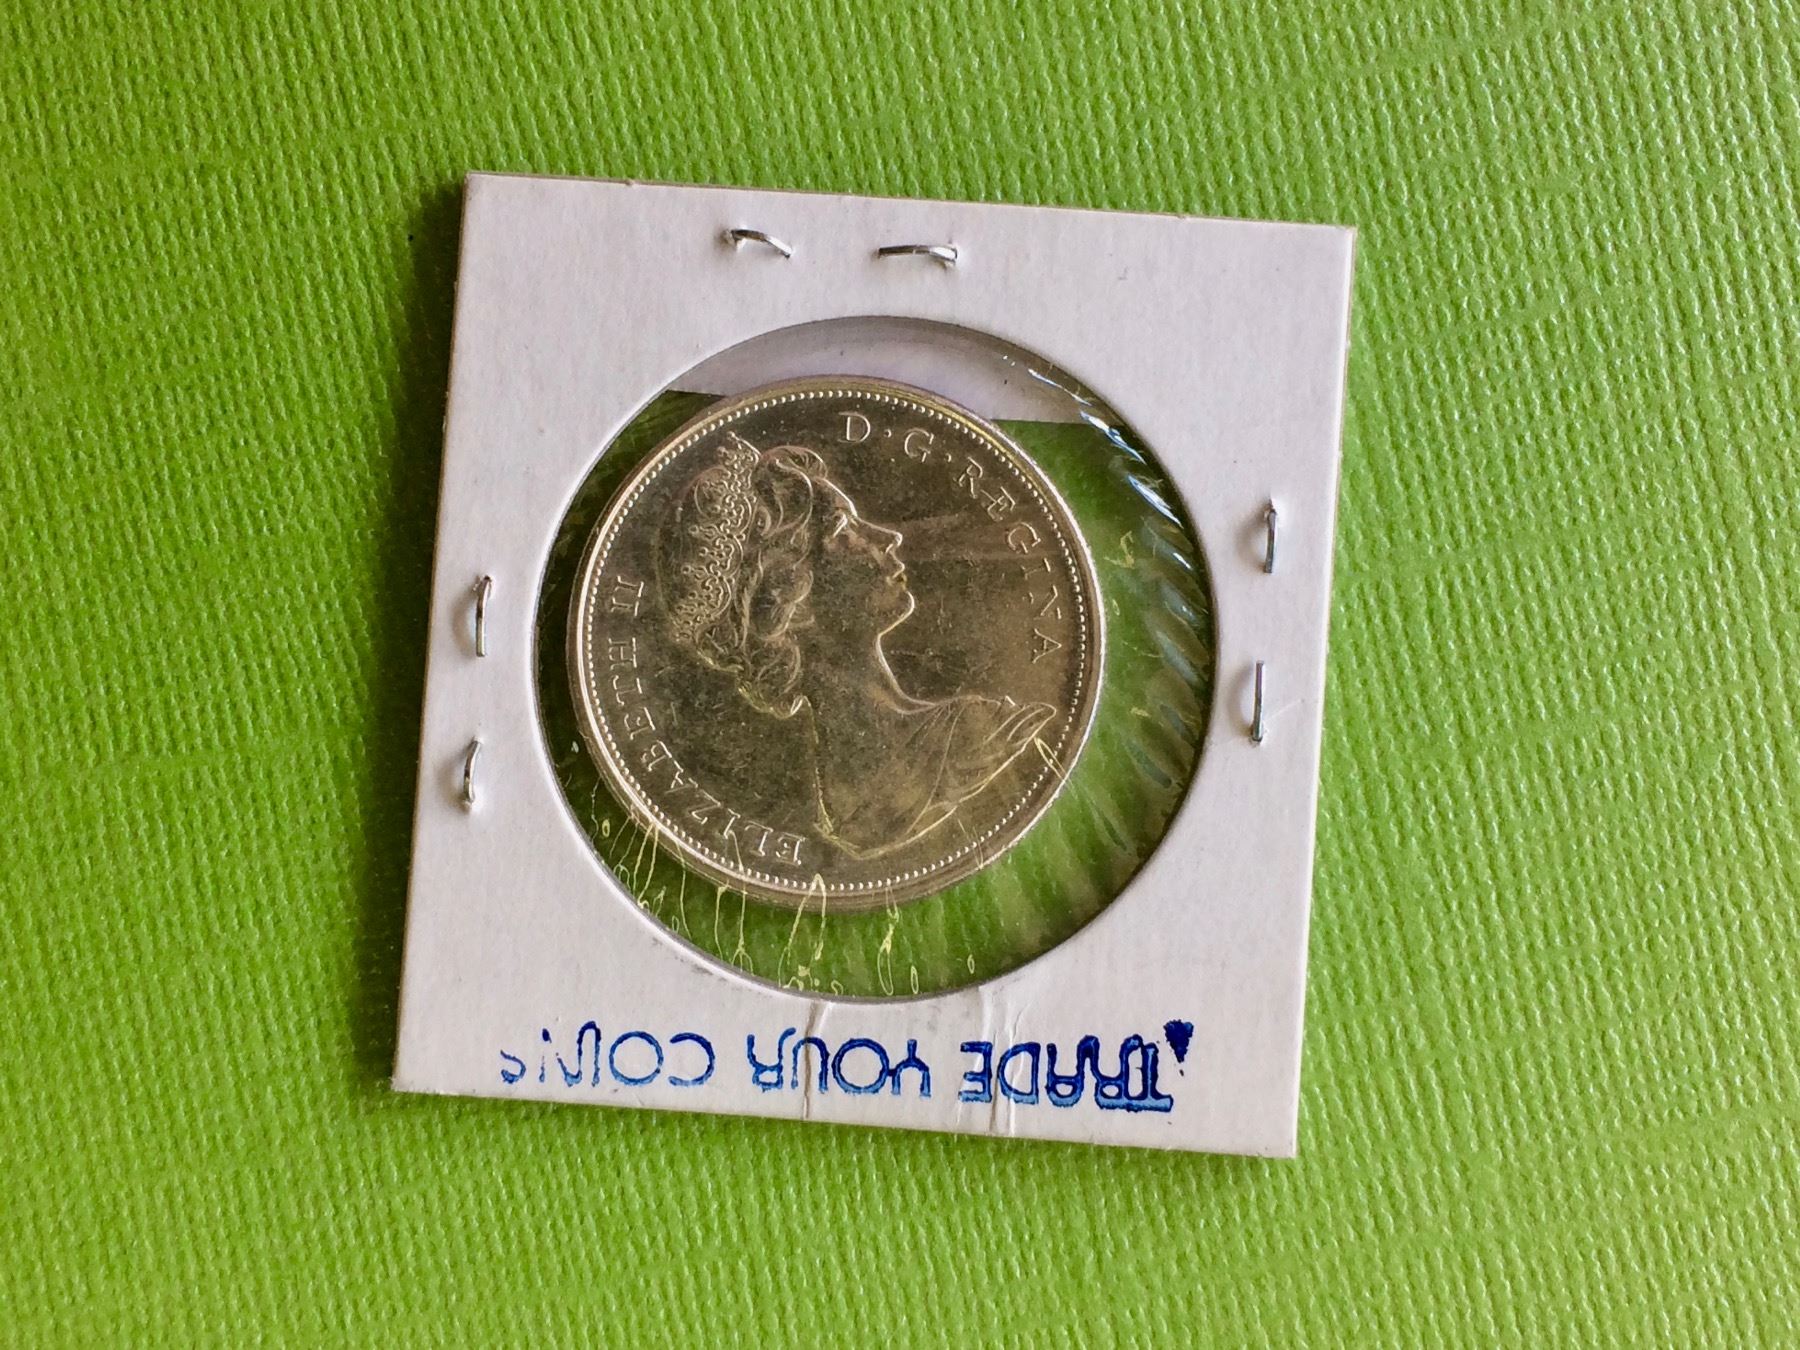 ELIZABETH II D·G·REGINA
TRADE YOUR COINS